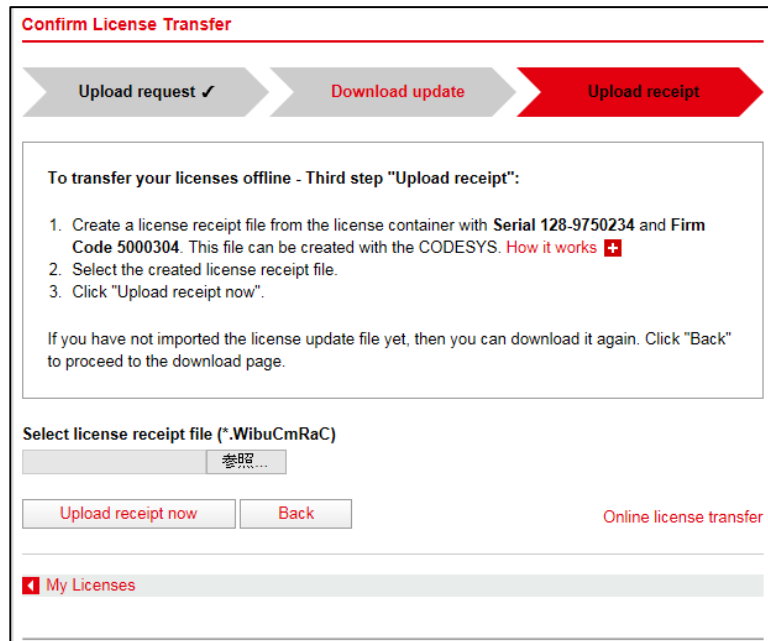 Confirm License Transfer
Upload request ✓
Download update
Upload receipt
To transfer your licenses offline - Third step "Upload receipt":
1. Create a license receipt file from the license container with Serial 128-9750234 and Firm
Code 5000304. This file can be created with the CODESYS. How it works
2. Select the created license receipt file.
3. Click "Upload receipt now".
If you have not imported the license update file yet, then you can download it again. Click "Back"
to proceed to the download page.
Select license receipt file (*.WibuCmRaC)
参照...
Upload receipt now
Back
Online license transfer
My Licenses